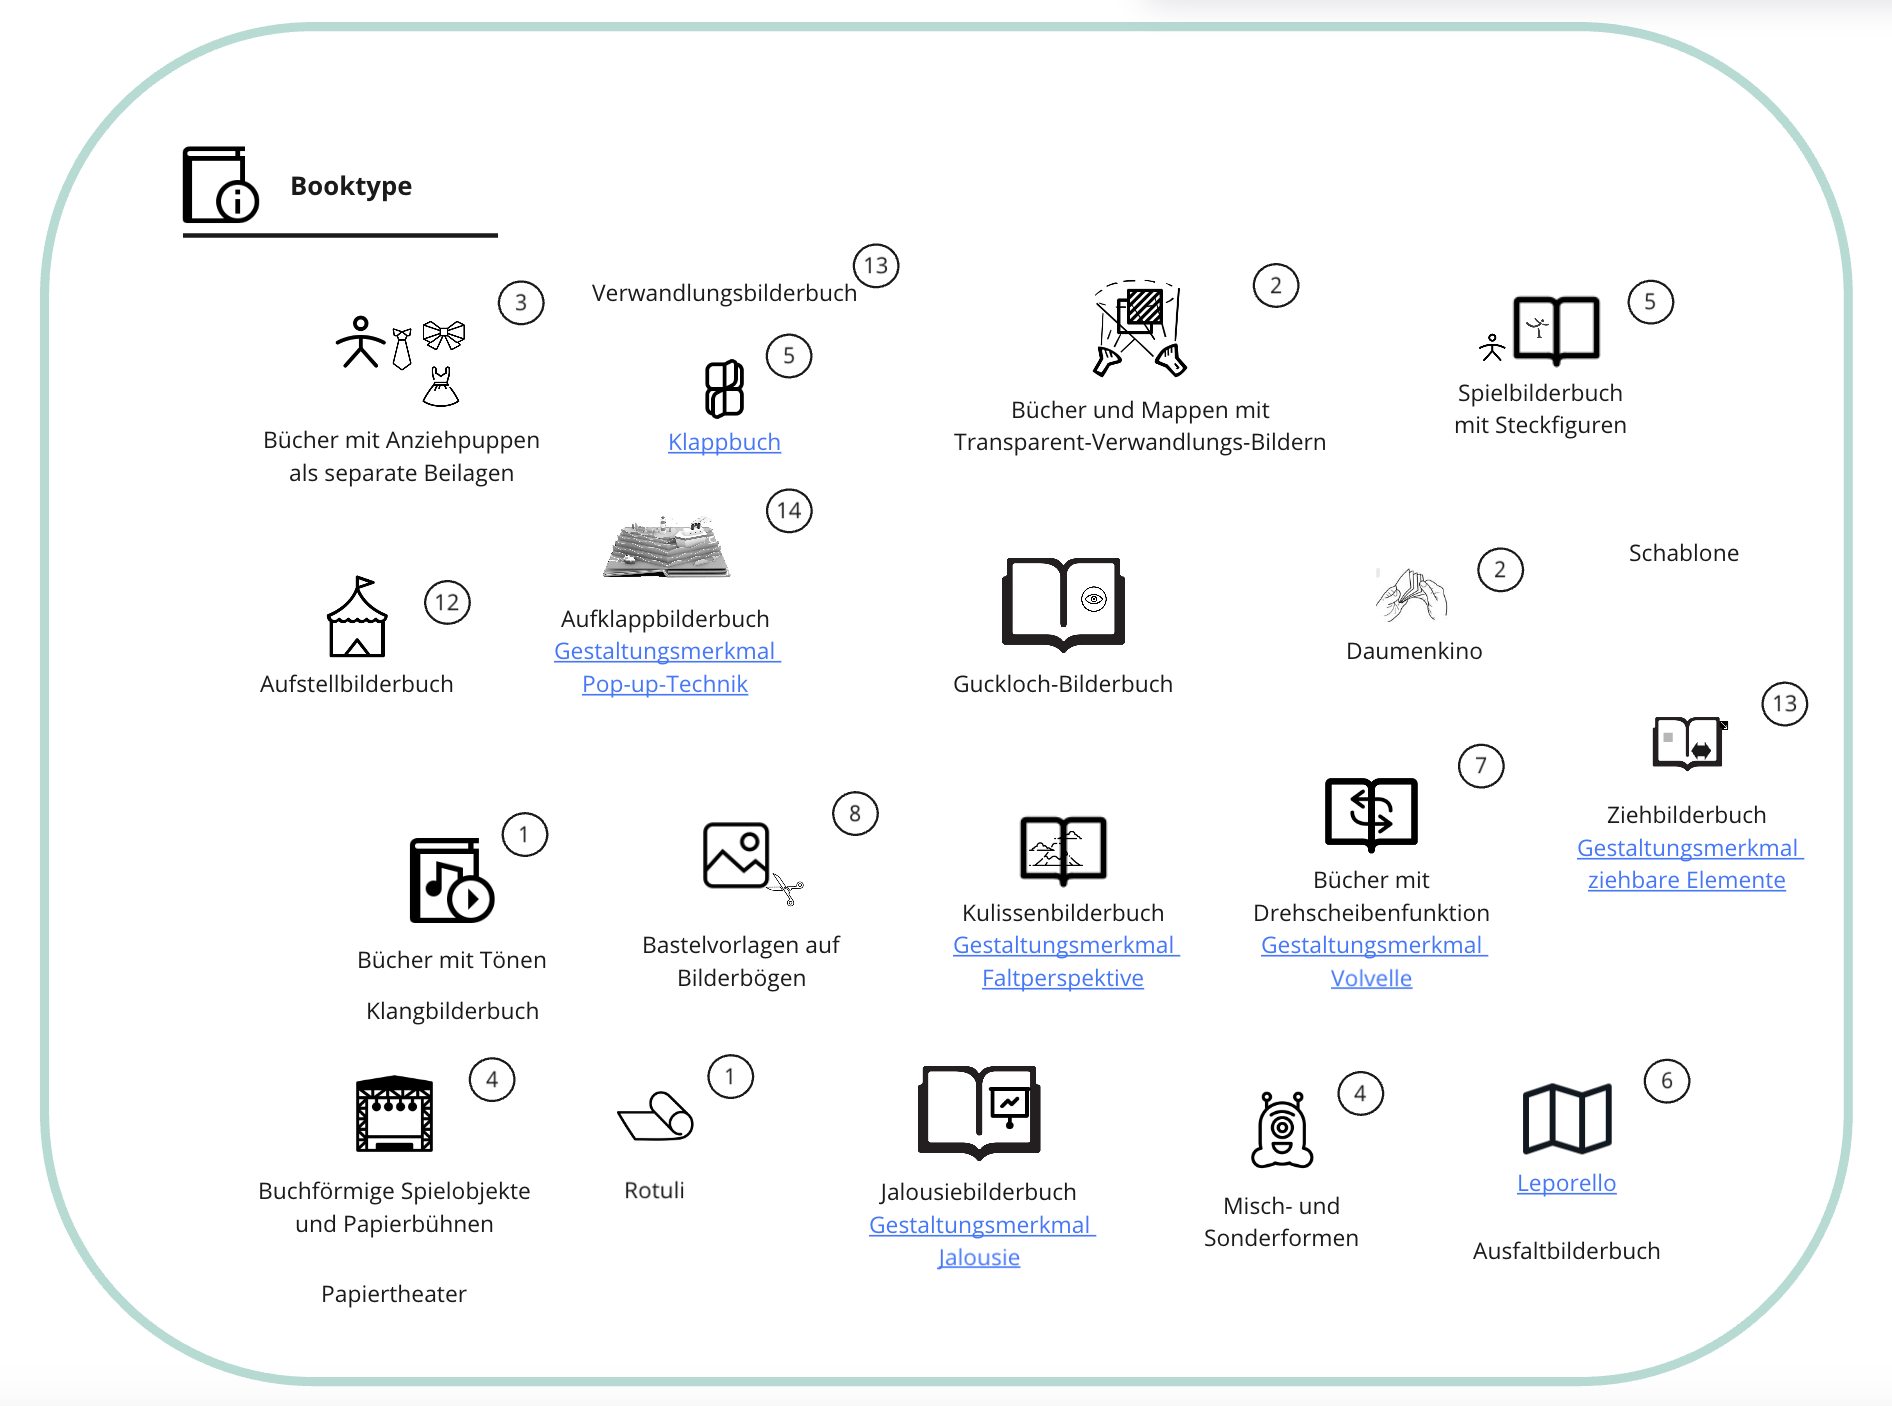 Booktype
3
Bücher mit Anziehpuppen
als separate Beilagen
13
Verwandlungsbilderbuch
5
Klappbuch
2
Bücher und Mappen mit
Transparent-Verwandlungs-Bildern
5
Spielbilderbuch
mit Steckfiguren
12
Aufstellbilderbuch
14
Aufklappbilderbuch
Gestaltungsmerkmal
Pop-up-Technik
Guckloch-Bilderbuch
2
Daumenkino
Schablone
1
Bücher mit Tönen
Klangbilderbuch
8
Bastelvorlagen auf
Bilderbögen
Kulissenbilderbuch
Gestaltungsmerkmal
Faltperspektive
7
Bücher mit
Drehscheibenfunktion
Gestaltungsmerkmal
Volvelle
13
Ziehbilderbuch
Gestaltungsmerkmal
ziehbare Elemente
4
Buchförmige Spielobjekte
und Papierbühnen
Papiertheater
1
Rotuli
Jalousiebilderbuch
Gestaltungsmerkmal
Jalousie
4
Misch- und
Sonderformen
6
Leporello
Ausfaltbilderbuch